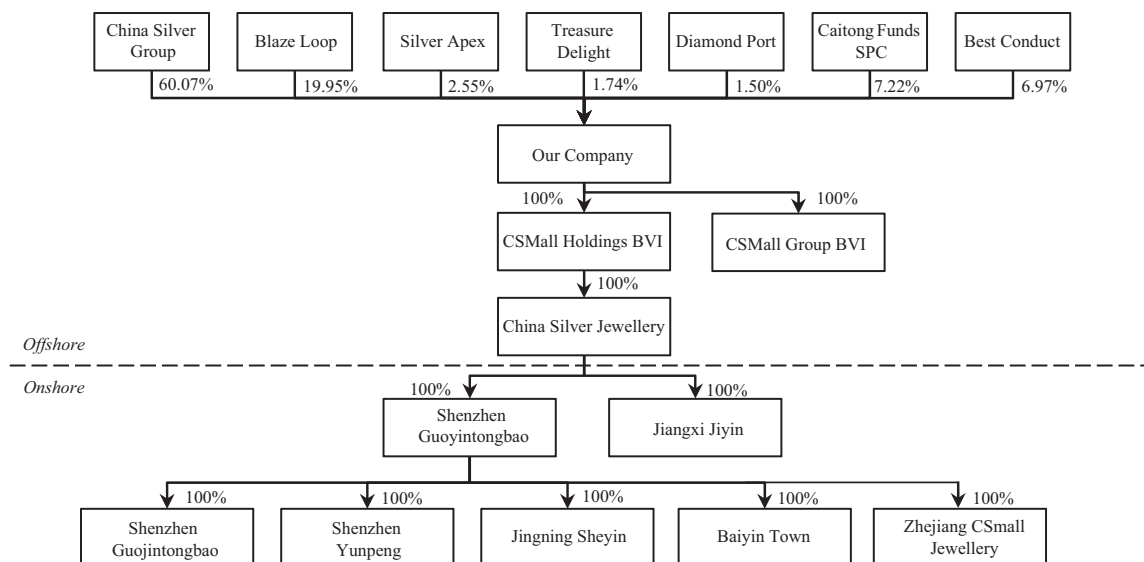 China Silver
Group
Blaze Loop
Silver Apex
Treasure
Delight
Diamond Port
Caitong Funds
SPC
Best Conduct
60.07%
19.95%
2.55%
1.74%
1.50%
7.22%
6.97%
Our Company
100%
100%
CSMall Holdings BVI
CSMall Group BVI
100%
China Silver Jewellery
Offshore
Onshore
100%
100%
Shenzhen
Guoyintongbao
Jiangxi Jiyin
100%
100%
100%
100%
100%
Shenzhen
Guojintongbao
Shenzhen
Yunpeng
Jingning Sheyin
Baiyin Town
Zhejiang CSmall
Jewellery